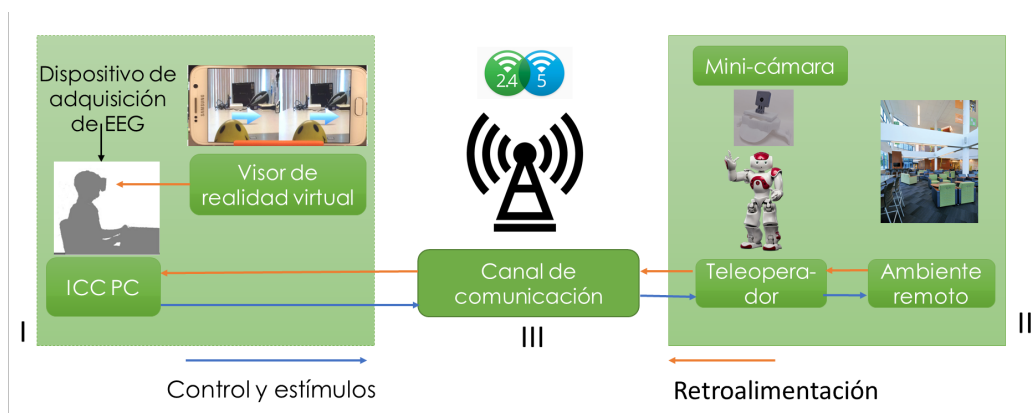 Dispositivo de
adquisición
de EEG
SAMSUNG
Visor de
realidad virtual
ICC PC
I
2.4
5
Canal de
comunicación
III
Mini-cámara
Teleopera-
dor
Ambiente
remoto
II
Control y estímulos
Retroalimentación